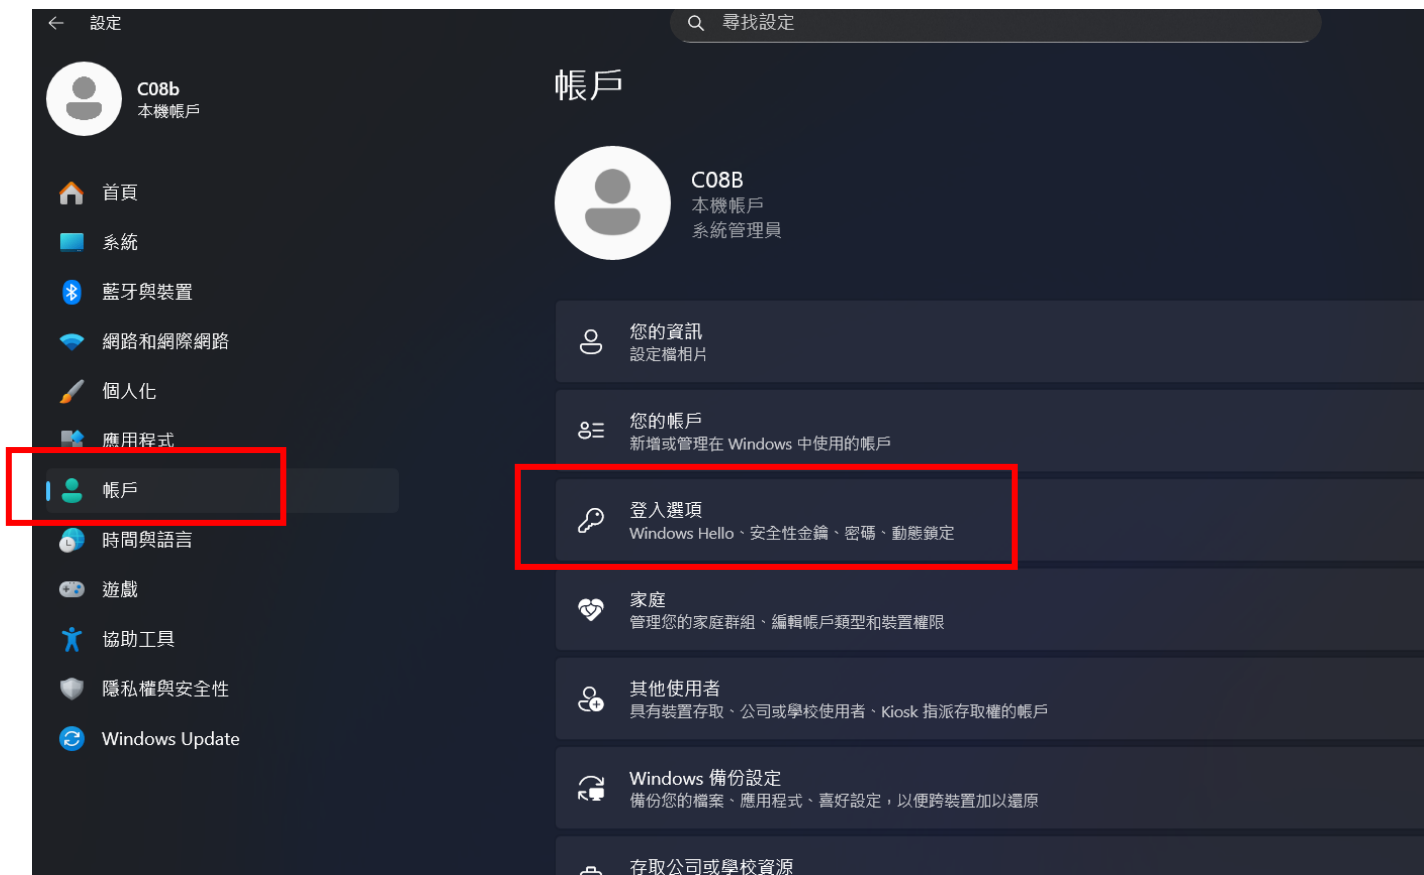 設定
尋找設定
C08b
本機帳戶
首頁
系統
藍牙與裝置
網路和網際網路
個人化
應用程式
帳戶
時間與語言
遊戲
協助工具
隱私權與安全性
Windows Update
帳戶
C08B
本機帳戶
系統管理員
您的資訊
設定檔相片
您的帳戶
新增或管理在 Windows 中使用的帳戶
登入選項
Windows Hello、安全性金鑰、密碼、動態鎖定
家庭
管理您的家庭群組、編輯帳戶類型和裝置權限
其他使用者
具有裝置存取、公司或學校使用者、Kiosk 指派存取權的帳戶
Windows 備份設定
備份您的檔案、應用程式、喜好設定，以便跨裝置加以還原
存取公司或學校資源